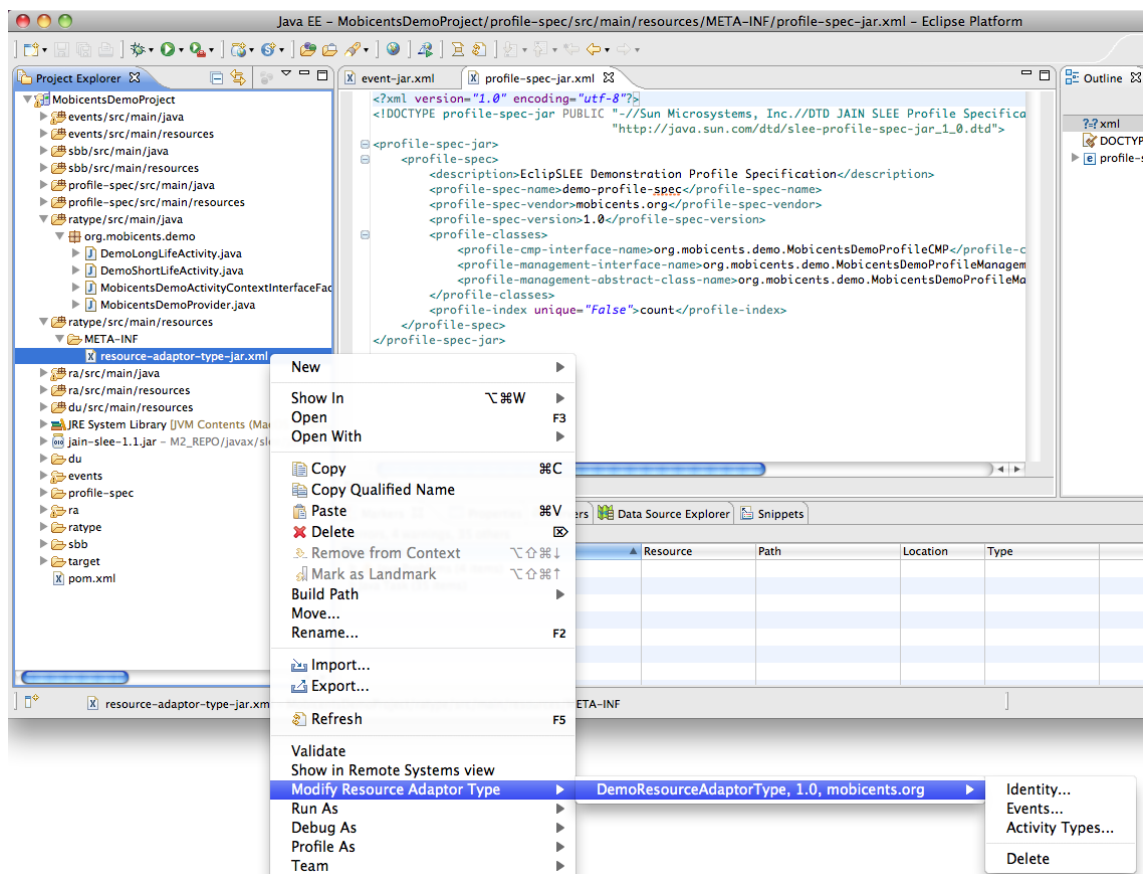 Java EE – MobicentsDemoProject/profile-spec/src/main/resources/META-INF/profile-spec-jar.xml – Eclipse Platform
Project Explorer
MobicentsDemoProject
events/src/main/java
events/src/main/resources
sbb/src/main/java
sbb/src/main/resources
profile-spec/src/main/java
profile-spec/src/main/resources
ratype/src/main/java
org.mobicents.demo
DemoLongLifeActivity.java
DemoShortLifeActivity.java
MobicentsDemoActivityContextInterfaceFac
MobicentsDemoProvider.java
ratype/src/main/resources
META-INF
resource-adaptor-type-jar.xml
ra/src/main/java
ra/src/main/resources
du/src/main/resources
JRE System Library [JVM Contents (Ma
jain-slee-1.1.jar – M2_REPO/javax/sl
du
events
profile-spec
ra
ratype
sbb
target
pom.xml
event-jar.xml
profile-spec-jar.xml
<?xml version="1.0" encoding="utf-8"?>
<!DOCTYPE profile-spec-jar PUBLIC "-//Sun Microsystems, Inc.//DTD JAIN SLEE Profile Specifica
"http://java.sun.com/dtd/slee-profile-spec-jar_1_0.dtd">
<profile-spec-jar>
<profile-spec>
<description>EclipSLEE Demonstration Profile Specification</description>
<profile-spec-name>demo-profile-spec</profile-spec-name>
<profile-spec-vendor>mobicents.org</profile-spec-vendor>
<profile-spec-version>1.0</profile-spec-version>
<profile-classes>
<profile-cmp-interface-name>org.mobicents.demo.MobicentsDemoProfileCMP</profile-c
<profile-management-interface-name>org.mobicents.demo.MobicentsDemoProfileManagem
<profile-management-abstract-class-name>org.mobicents.demo.MobicentsDemoProfileMa
</profile-classes>
<profile-index unique="False">count</profile-index>
</profile-spec>
</profile-spec-jar>
Outline
?=? xml
DOCTYP
profile-s
New
Show In ⌥⌘W
Open F3
Open With
Copy ⌘C
Copy Qualified Name
Paste ⌘V
Delete ⌦
Remove from Context ⌥⇧⌘↓
Mark as Landmark ⌥⇧⌘↑
Build Path
Move...
Rename... F2
Import...
Export...
Refresh F5
Validate
Show in Remote Systems view
Modify Resource Adaptor Type
Run As
Debug As
Profile As
Team
DemoResourceAdaptorType, 1.0, mobicents.org
Identity...
Events...
Activity Types...
Delete
ers
Data Source Explorer
Snippets
Resource Path Location Type
resource-adaptor-type-jar.xm
ETA-INF